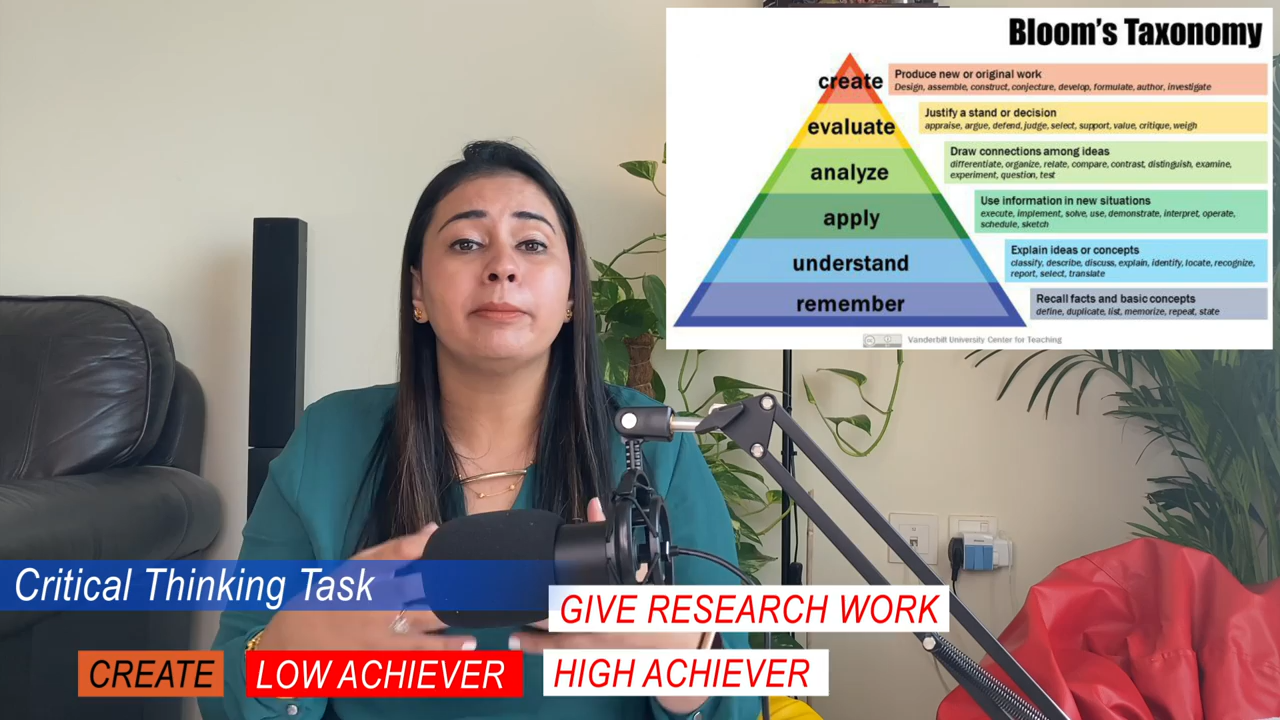 Bloom's Taxonomy
create
Produce new or original work
Design, assemble, construct, conjecture, develop, formulate, author, investigate
evaluate
Justify a stand or decision
appraise, argue, defend, judge, select, support, value, critique, weigh
analyze
Draw connections among ideas
differentiate, organize, relate, compare, contrast, distinguish, examine,
experiment, question, test
apply
Use information in new situations
execute, implement, solve, use, demonstrate, interpret, operate,
schedule, sketch
understand
Explain ideas or concepts
classify, describe, discuss, explain, identify, locate, recognize,
report, select, translate
remember
Recall facts and basic concepts
define, duplicate, list, memorize, repeat, state
Vanderbilt University Center for Teaching
Critical Thinking Task
GIVE RESEARCH WORK
CREATE
LOW ACHIEVER
HIGH ACHIEVER